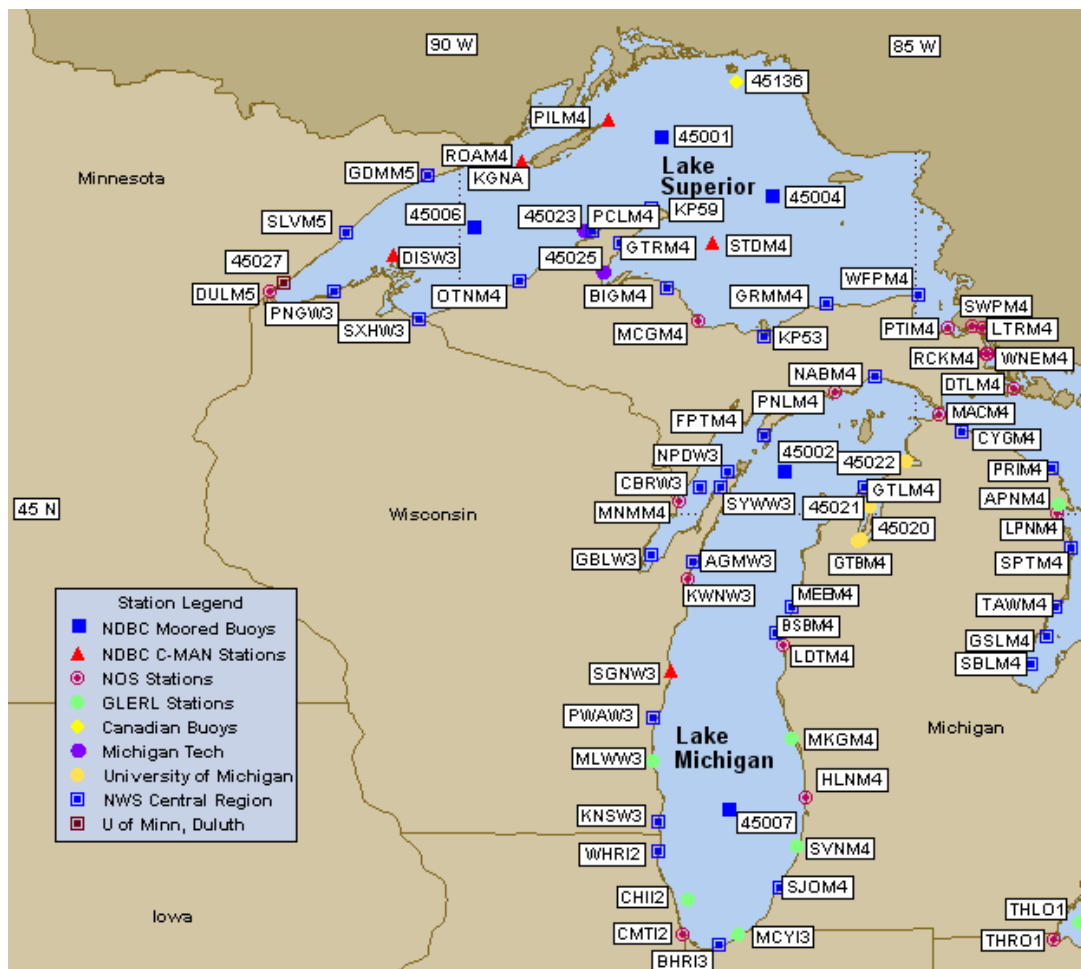 90 W
85 W
45136
PILM4
45001
ROAM4
KGNA
Minnesota
GDMM5
Lake
Superior
45004
45006
45023
PCLM4
KP59
SLVM5
GTRM4
STDM4
45027
DISW3
45025
DULM5
OTNM4
BIGM4
WFPM4
PNGW3
GRMM4
SWPM4
SXHW3
MCGM4
KP53
PTIM4
LTRM4
RCKM4
WNEM4
NABM4
DTLM4
PNLM4
MACM4
FPTM4
CYGM4
NPDW3
45002
45022
PRIM4
CBRW3
GTLM4
APNM4
45 N
Wisconsin
MNMM4
SYWW3
45021
45020
LPNM4
GBLW3
AGMW3
GTBM4
SPTM4
KWNW3
MEEM4
TAWM4
Station Legend
NDBC Moored Buoys
NDBC C-MAN Stations
NOS Stations
GLERL Stations
Canadian Buoys
Michigan Tech
University of Michigan
NWS Central Region
U of Minn, Duluth
BSBM4
GSLM4
LDTM4
SBLM4
SGNW3
PWAW3
Lake
Michigan
MKGM4
Michigan
MLWW3
HLNM4
KNSW3
45007
WHRI2
SVNM4
CHII2
SJOM4
Iowa
THLO1
CMTI2
MCYI3
THRO1
BHRI3